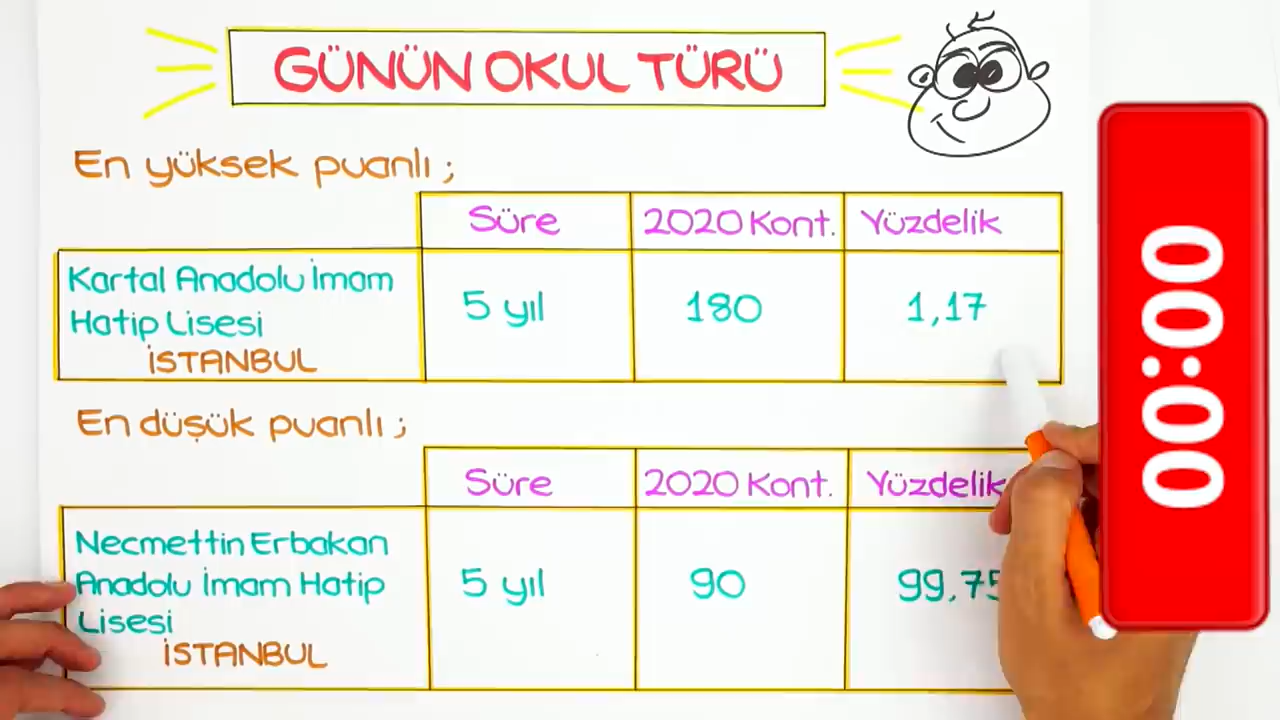 GÜNÜN OKUL TÜRÜ
En yüksek puanlı ;
Süre 2020 Kont. Yüzdelik
Kartal Anadolu İmam
Hatip Lisesi
İSTANBUL
5 yıl 180 1,17
En düşük puanlı ;
Süre 2020 Kont. Yüzdelik
Necmettin Erbakan
Anadolu İmam Hatip
Lisesi
İSTANBUL
5 yıl 90 99,75
00:00